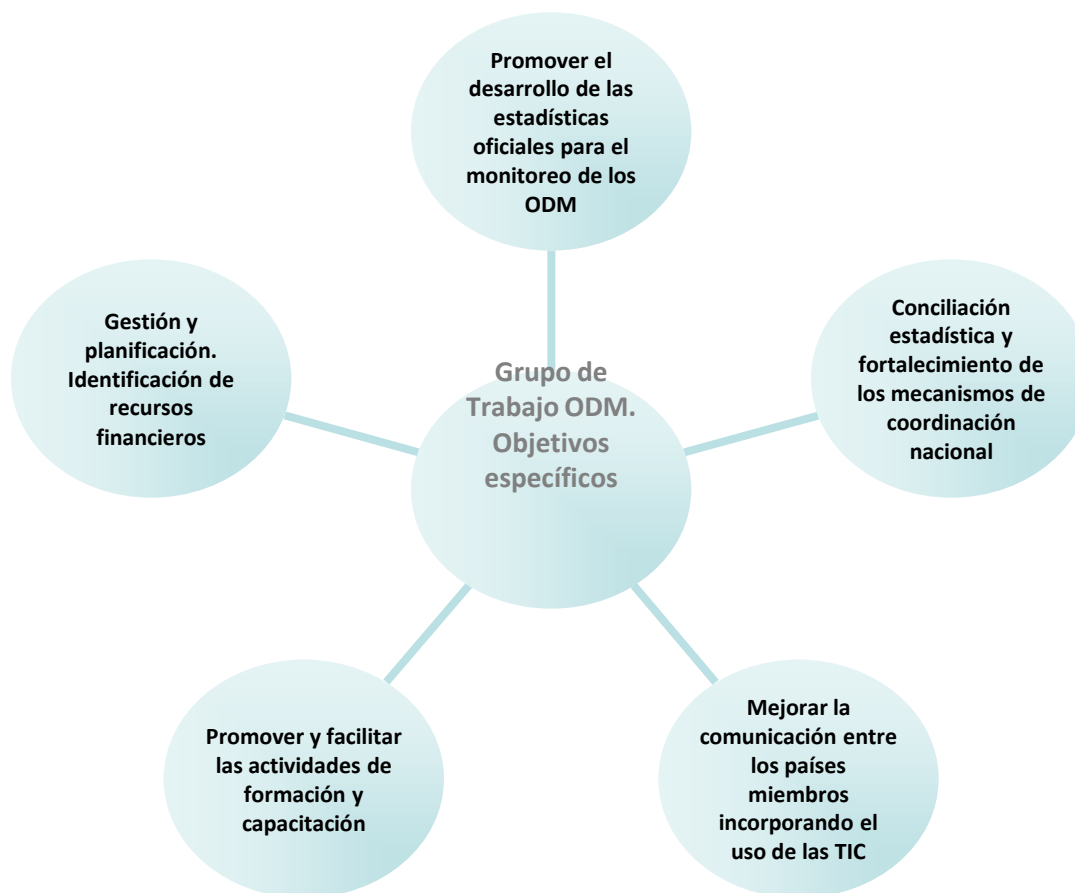 Promover el
desarrollo de las
estadísticas
oficiales para el
monitoreo de los
ODM
Gestión y
planificación.
Identificación de
recursos
financieros
Grupo de
Trabajo ODM.
Objetivos
específicos
Conciliación
estadística y
fortalecimiento de
los mecanismos de
coordinación
nacional
Promover y facilitar
las actividades de
formación y
capacitación
Mejorar la
comunicación entre
los países
miembros
incorporando el
uso de las TIC